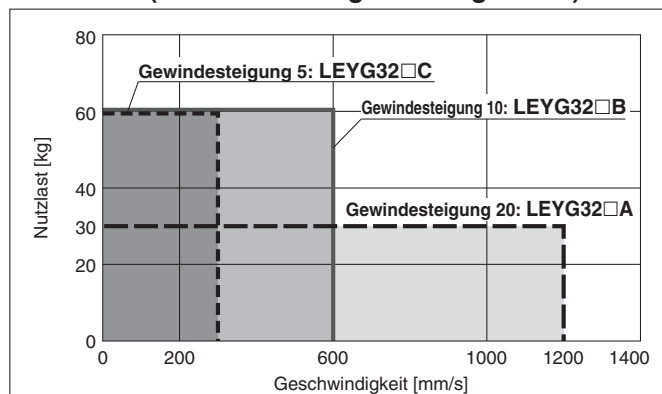 80
60
40
30
20
0
Nutzlast [kg]
Gewindesteigung 5: LEYG32□C
Gewindesteigung 10: LEYG32□B
Gewindesteigung 20: LEYG32□A
0 200 600 1000 1200 1400
Geschwindigkeit [mm/s]